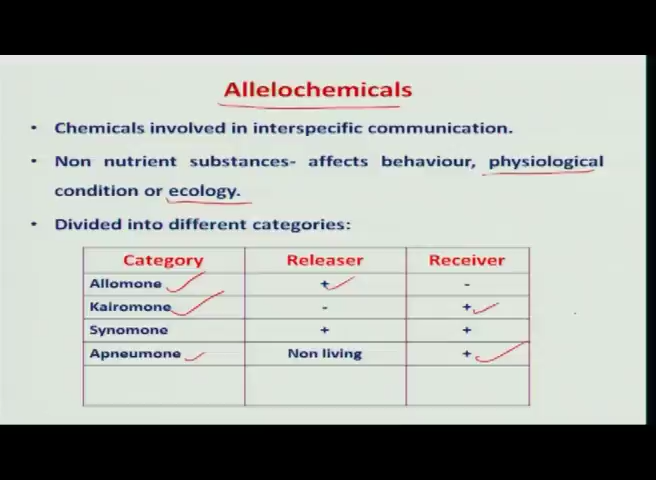 Allelochemicals
• Chemicals involved in interspecific communication.
• Non nutrient substances- affects behaviour, physiological
condition or ecology.
• Divided into different categories:
Category Releaser Receiver
Allomone + -
Kairomone - +
Synomone + +
Apneumone Non living +